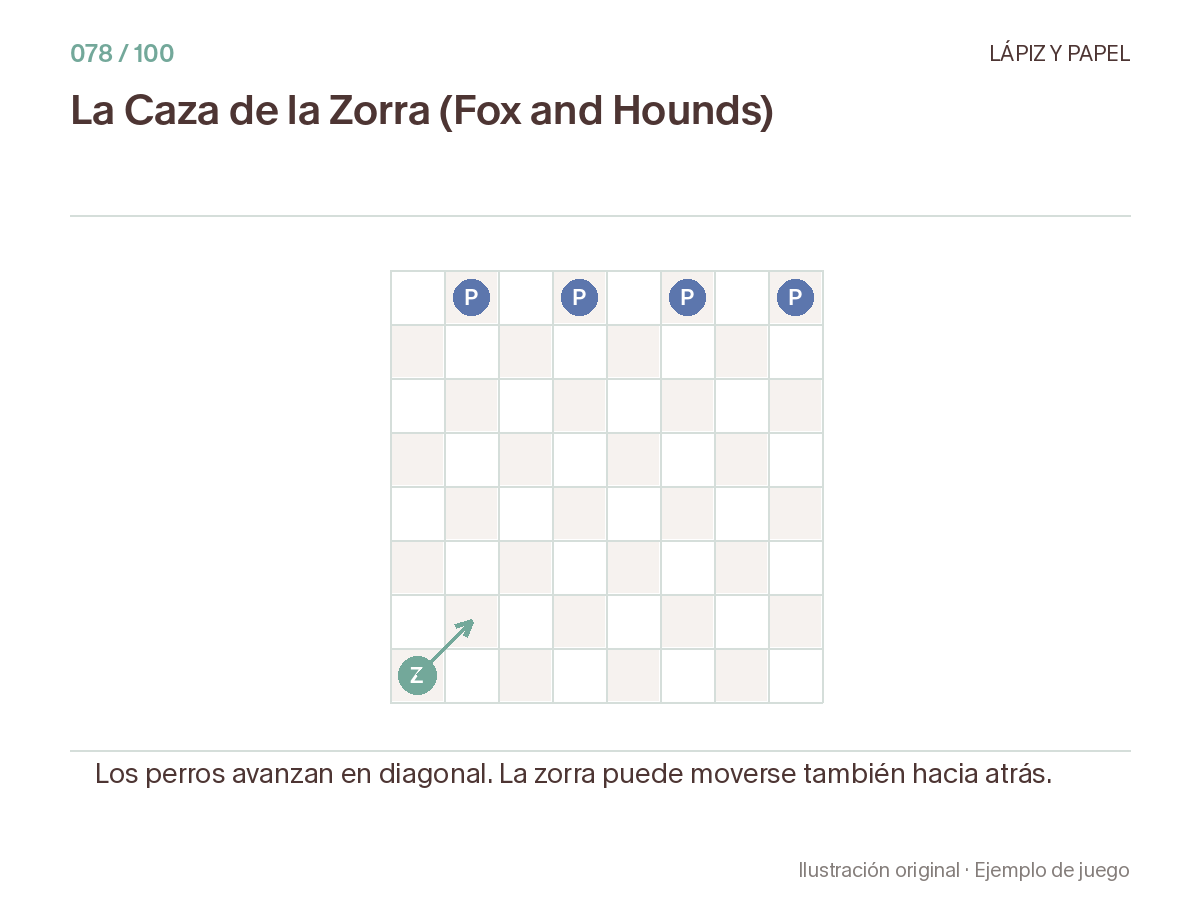 078 / 100
LÁPIZ Y PAPEL
La Caza de la Zorra (Fox and Hounds)
P P P P
Z
Los perros avanzan en diagonal. La zorra puede moverse también hacia atrás.
Ilustración original · Ejemplo de juego